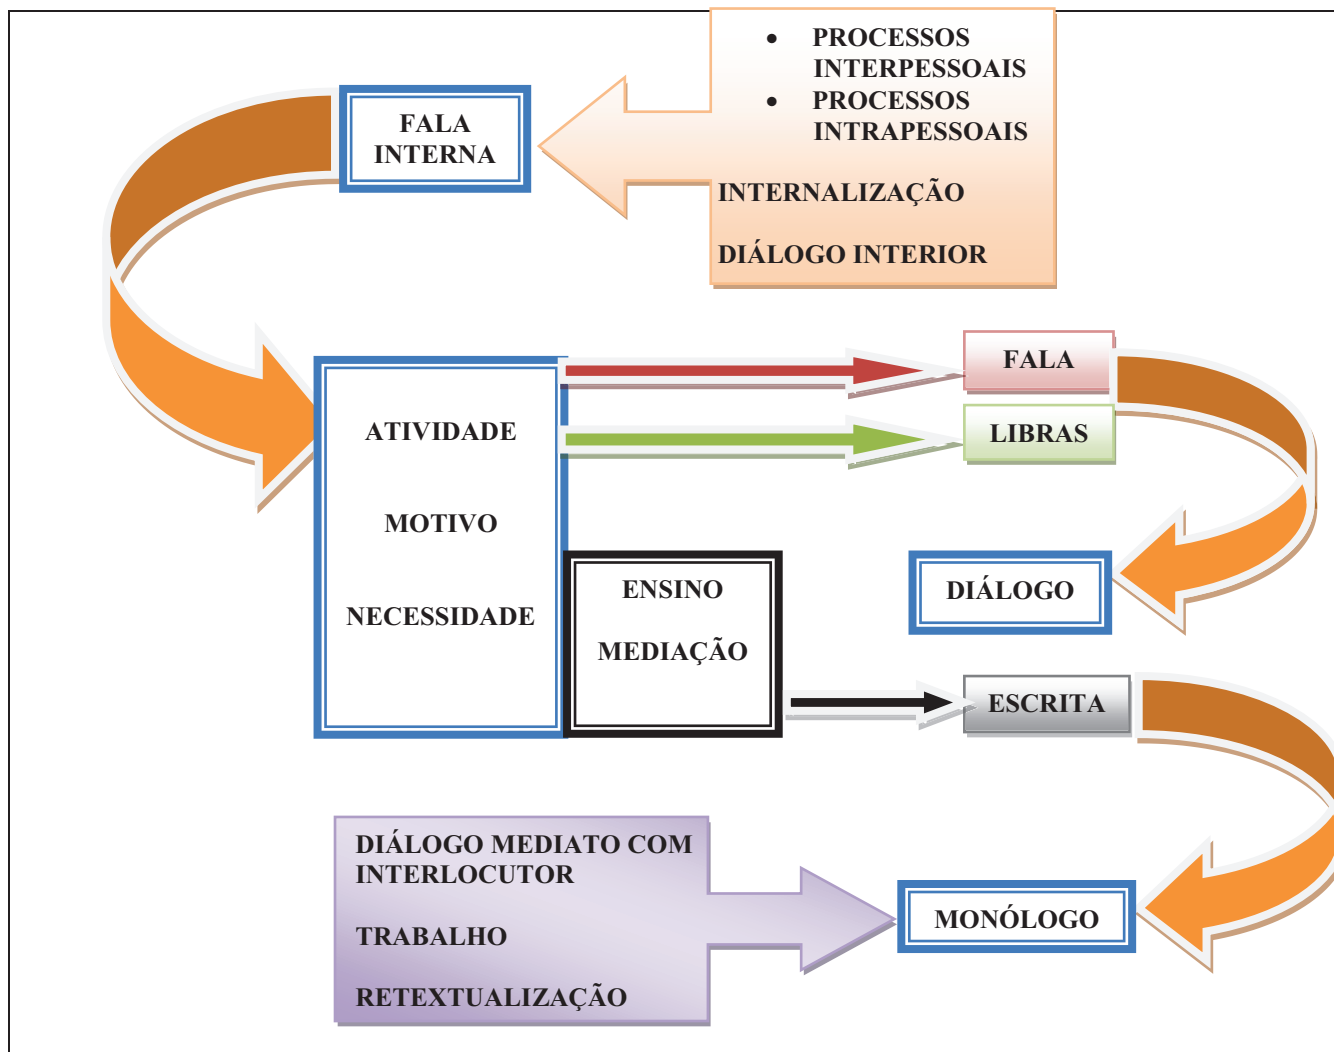 • PROCESSOS
INTERPESSOAIS
• PROCESSOS
INTRAPESSOAIS
INTERNALIZAÇÃO
DIÁLOGO INTERIOR
FALA
INTERNA
ATIVIDADE
MOTIVO
NECESSIDADE
FALA
LIBRAS
DIÁLOGO
ENSINO
MEDIAÇÃO
ESCRITA
DIÁLOGO MEDIATO COM
INTERLOCUTOR
TRABALHO
RETEXTUALIZAÇÃO
MONÓLOGO